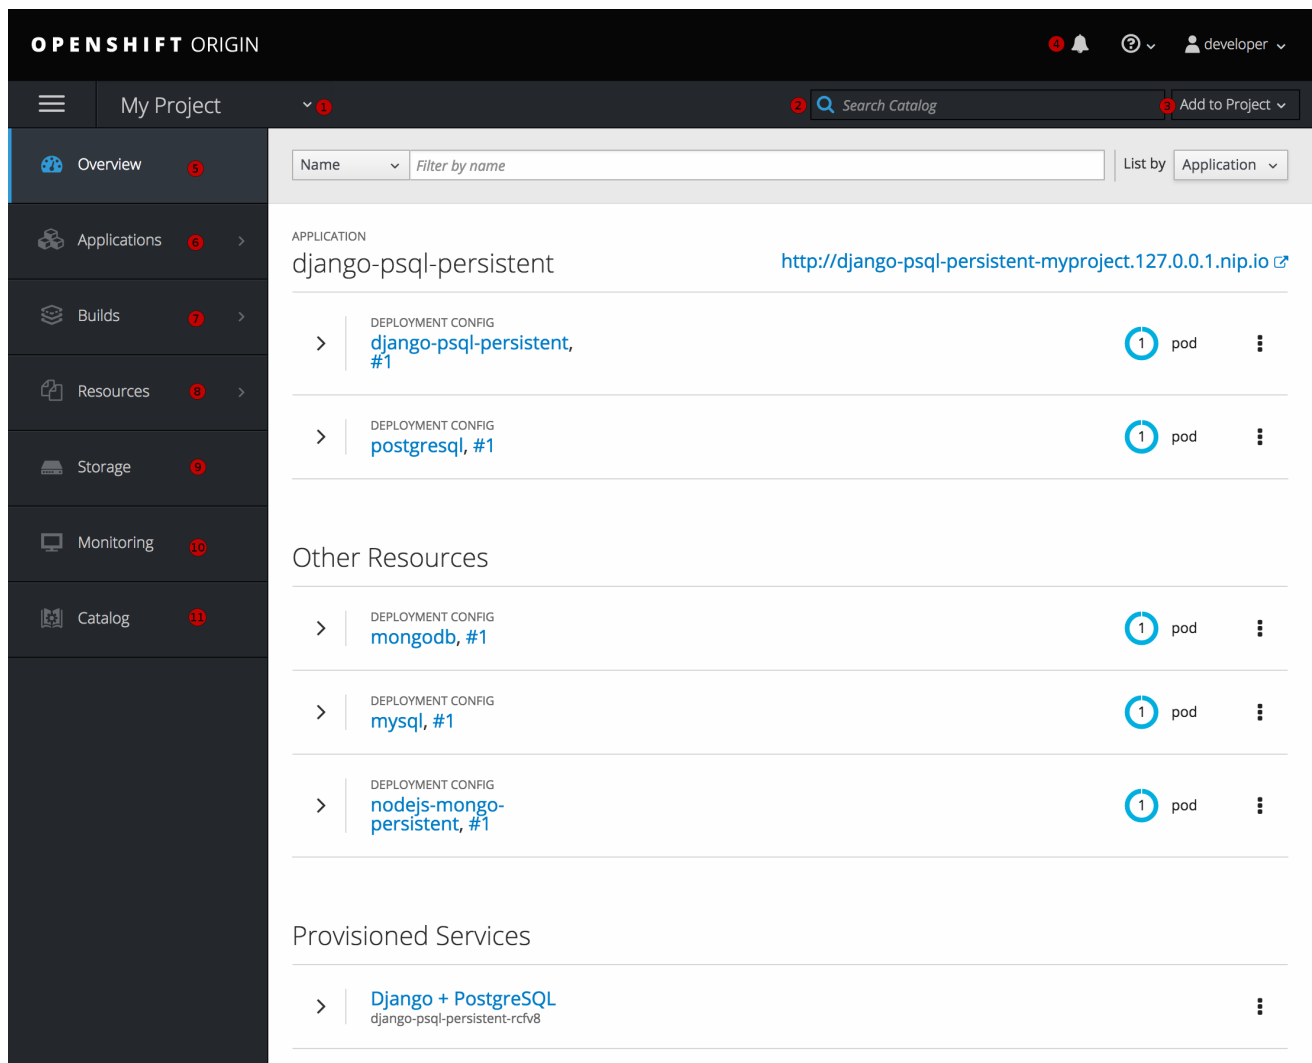 OPENSHIFT ORIGIN
4
developer
My Project
1
2
Search Catalog
3
Add to Project
Overview
5
Name
Filter by name
List by
Application
Applications
6
APPLICATION
django-psql-persistent
http://django-psql-persistent-myproject.127.0.0.1.nip.io
Builds
7
DEPLOYMENT CONFIG
django-psql-persistent,
#1
1
pod
Resources
8
DEPLOYMENT CONFIG
postgresql, #1
1
pod
Storage
9
Monitoring
10
Other Resources
Catalog
11
DEPLOYMENT CONFIG
mongodb, #1
1
pod
DEPLOYMENT CONFIG
mysql, #1
1
pod
DEPLOYMENT CONFIG
nodejs-mongo-
persistent, #1
1
pod
Provisioned Services
Django + PostgreSQL
django-psql-persistent-rcfv8